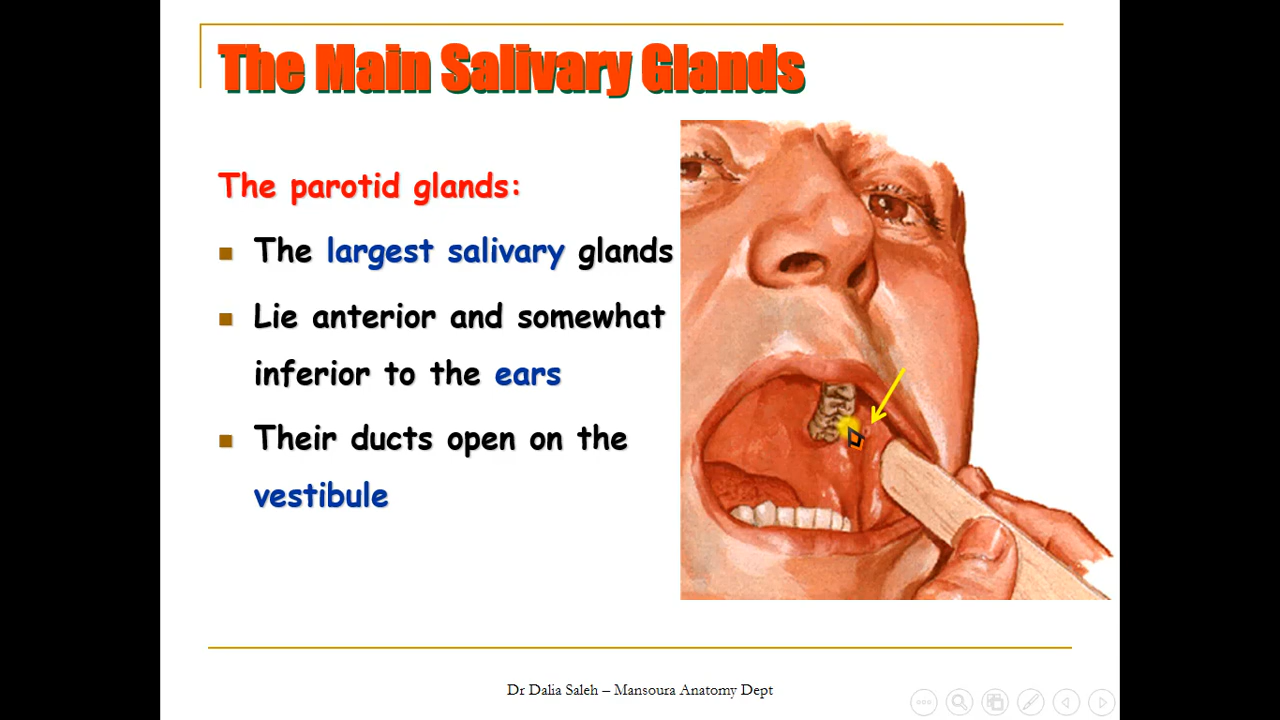 The Main Salivary Glands
The parotid glands:
The largest salivary glands
Lie anterior and somewhat
inferior to the ears
Their ducts open on the
vestibule
Dr Dalia Saleh – Mansoura Anatomy Dept